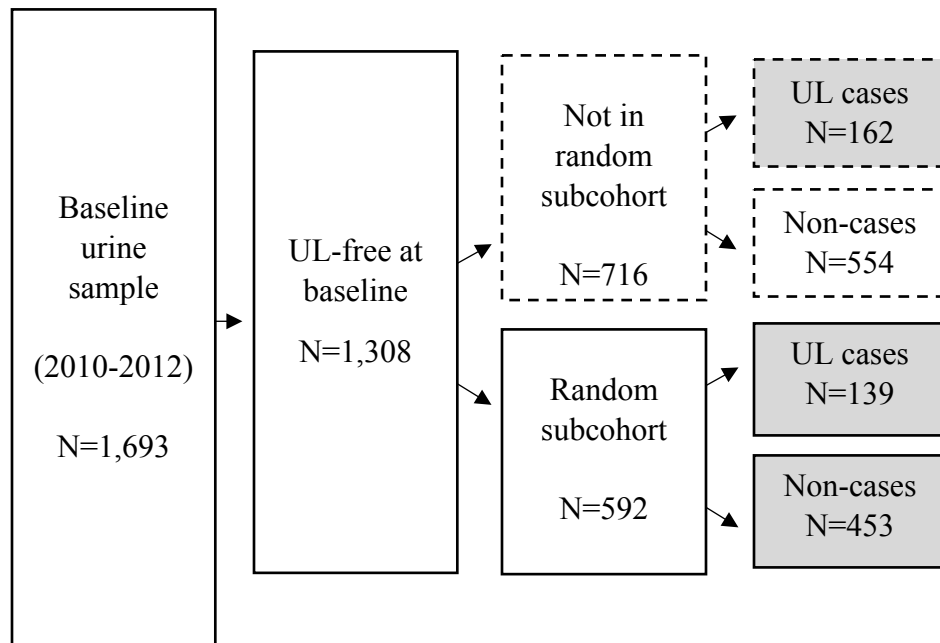 Baseline
urine
sample
(2010-2012)
N=1,693
UL-free at
baseline
N=1,308
Not in
random
subcohort
N=716
Random
subcohort
N=592
UL cases
N=162
Non-cases
N=554
UL cases
N=139
Non-cases
N=453